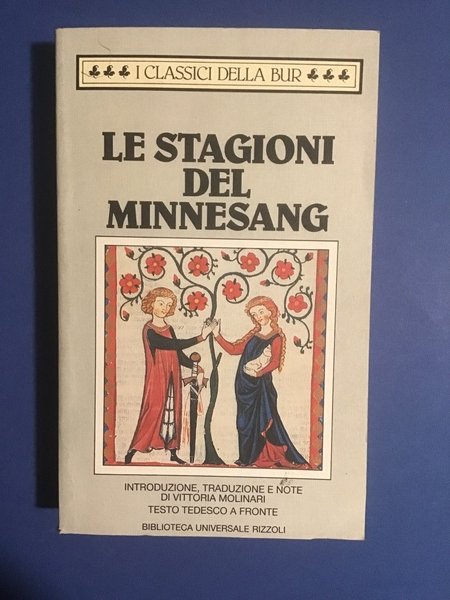 I CLASSICI DELLA BUR
LE STAGIONI
DEL
MINNESANG
INTRODUZIONE, TRADUZIONE E NOTE
DI VITTORIA MOLINARI
TESTO TEDESCO A FRONTE
BIBLIOTECA UNIVERSALE RIZZOLI